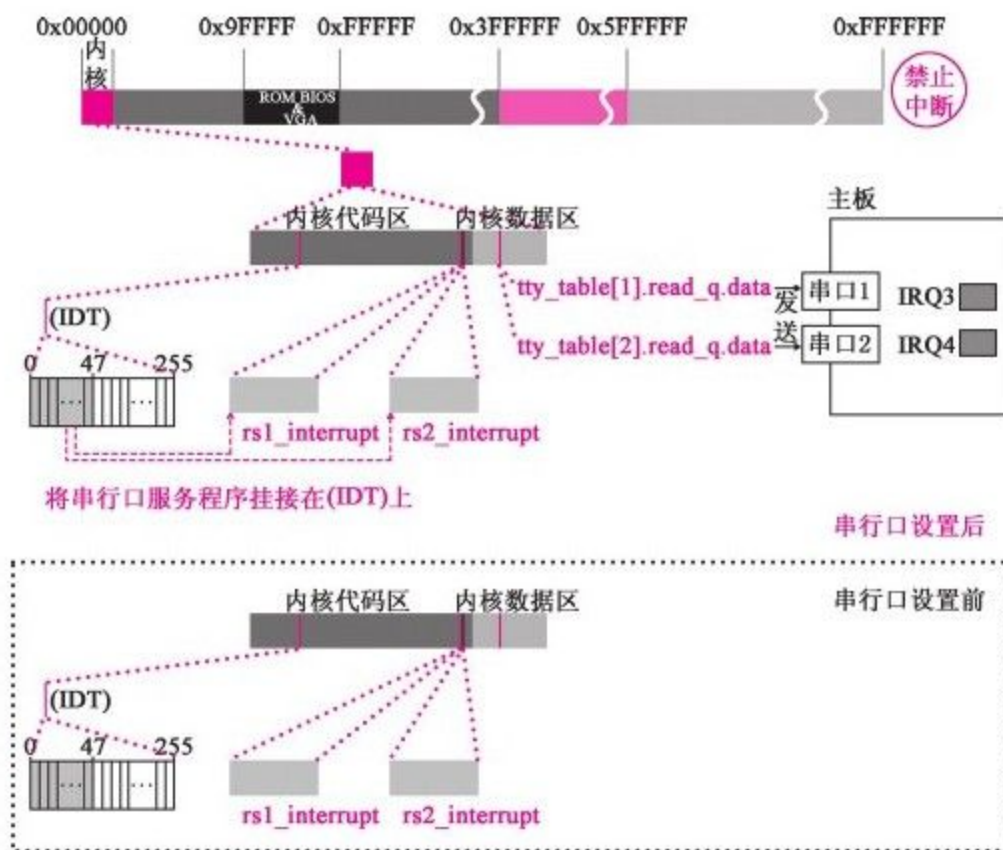 0x00000 0x9FFFF 0xFFFFF 0x3FFFFF 0x5FFFFF 0xFFFFFF
内核
ROM BIOS
&
VGA
禁止
中断
内核代码区 内核数据区
主板
tty_table[1].read_q.data
发送
串口1
IRQ3
tty_table[2].read_q.data
串口2
IRQ4
(IDT)
0 47 255
... ...
rs1_interrupt rs2_interrupt
将串行口服务程序挂接在(IDT)上
串行口设置后
串行口设置前
内核代码区 内核数据区
(IDT)
0 47 255
... ...
rs1_interrupt rs2_interrupt